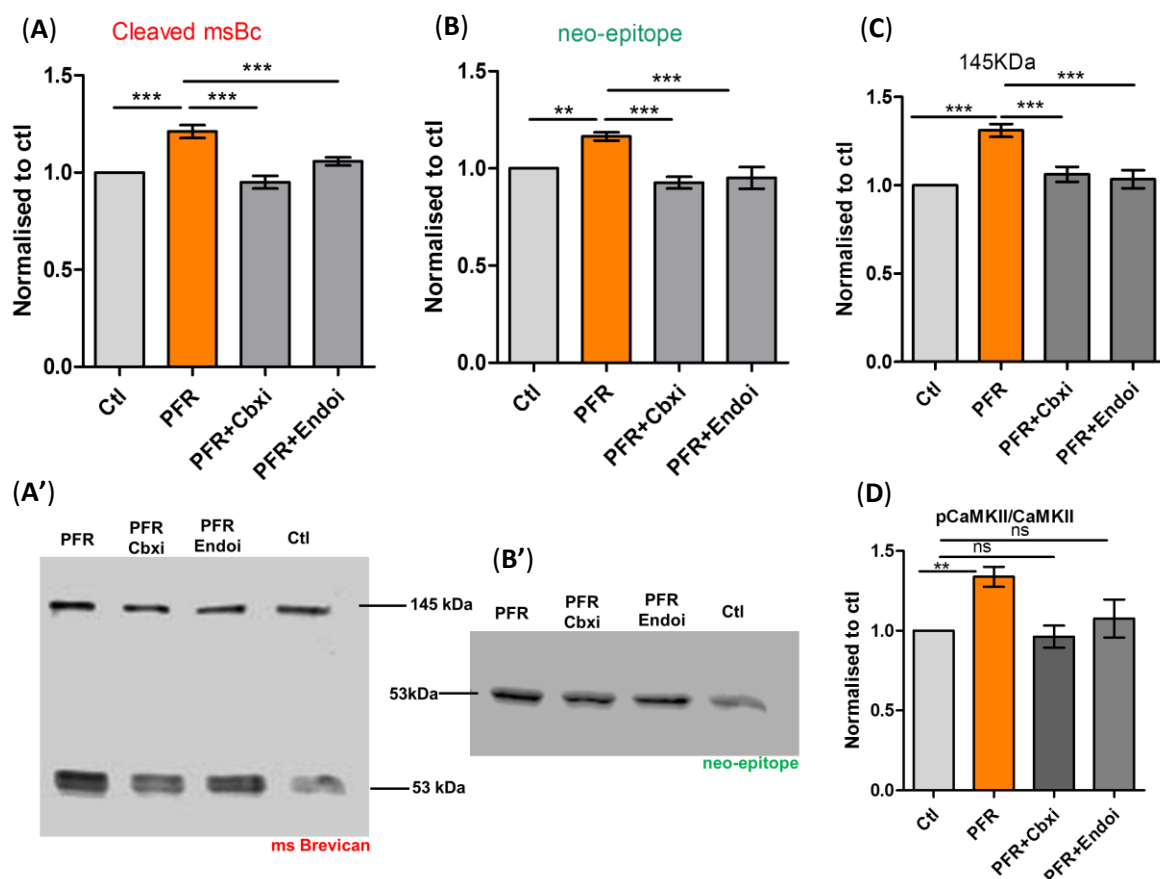 (A)
Cleaved msBc
Normalised to ctl
1.5
1.0
0.5
0.0
***
***
***
Ctl
PFR
PFR+Cbxi
PFR+Endoi
(B)
neo-epitope
Normalised to ctl
1.5
1.0
0.5
0.0
***
**
***
Ctl
PFR
PFR+Cbxi
PFR+Endoi
(C)
145KDa
Normalised to ctl
1.5
1.0
0.5
0.0
***
***
***
Ctl
PFR
PFR+Cbxi
PFR+Endoi
(A')
PFR
PFR
Cbxi
PFR
Endoi
Ctl
145 kDa
53 kDa
ms Brevican
(B')
PFR
PFR
Cbxi
PFR
Endoi
Ctl
53kDa
neo-epitope
(D)
pCaMKII/CaMKII
Normalised to ctl
1.5
1.0
0.5
0.0
ns
ns
**
Ctl
PFR
PFR+Cbxi
PFR+Endoi